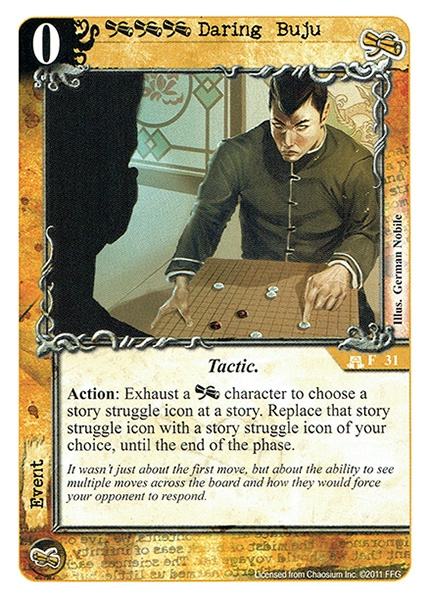 0
Daring Buju
Illus. German Nobile
Tactic.
F 31
Action: Exhaust a character to choose a
story struggle icon at a story. Replace that story
struggle icon with a story struggle icon of your
choice, until the end of the phase.
It wasn't just about the first move, but about the ability to see
multiple moves across the board and how they would force
your opponent to respond.
Event
Licensed from Chaosium Inc. ©2011 FFG